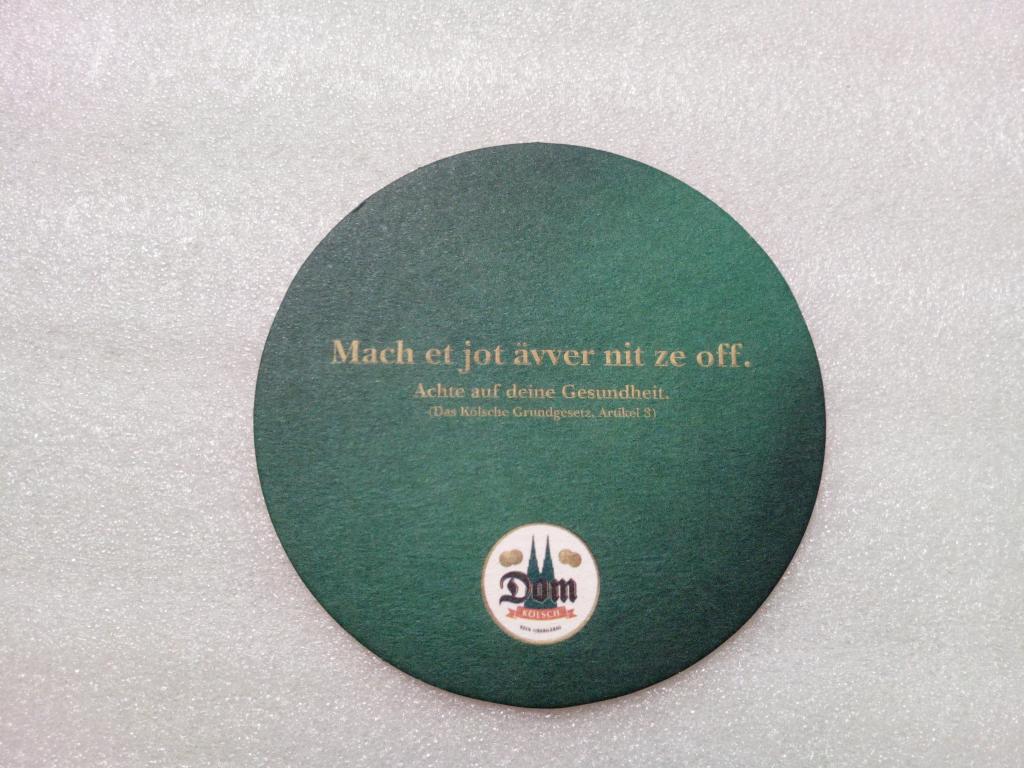 Mach et jot ävver nit ze off.
Achte auf deine Gesundheit.
(Das Kölsche Grundgesetz, Artikel 3)
Dom
KÖLSCH